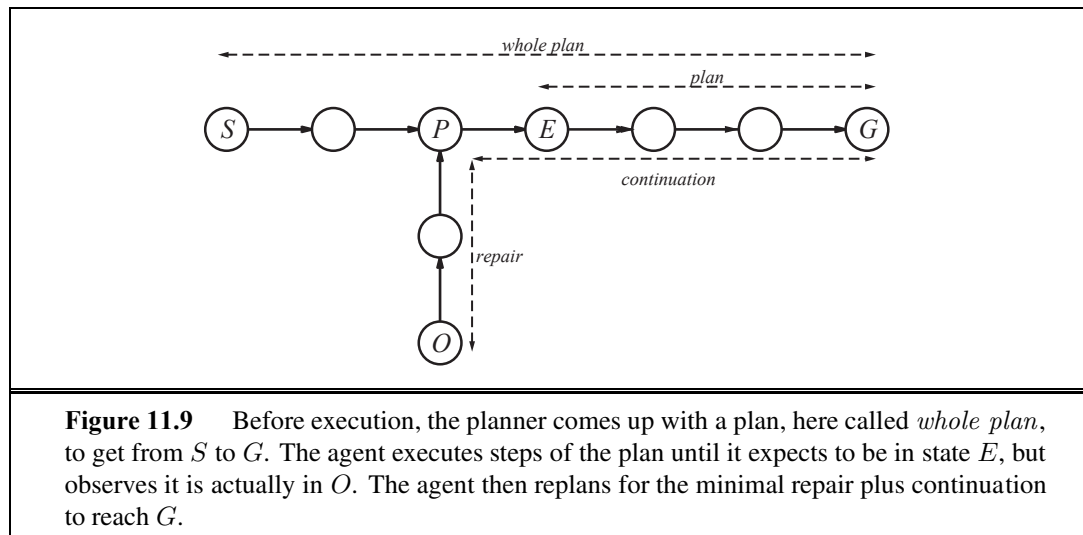 whole plan
plan
S
P
E
G
continuation
repair
O
Figure 11.9 Before execution, the planner comes up with a plan, here called whole plan,
to get from S to G. The agent executes steps of the plan until it expects to be in state E, but
observes it is actually in O. The agent then replans for the minimal repair plus continuation
to reach G.